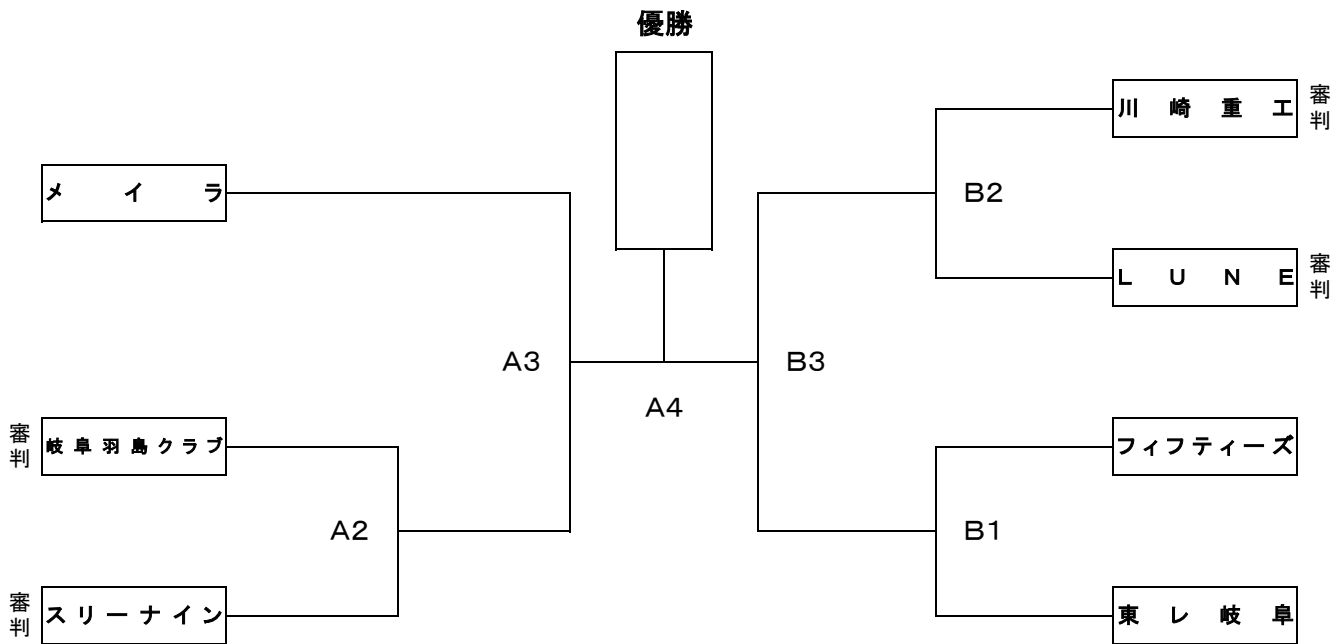 優勝
川崎重工
審判
メイラ
B2
LUNE
審判
A3
B3
A4
審判
岐阜羽島クラブ
フィフティーズ
A2
B1
審判
スリーナイン
東レ岐阜